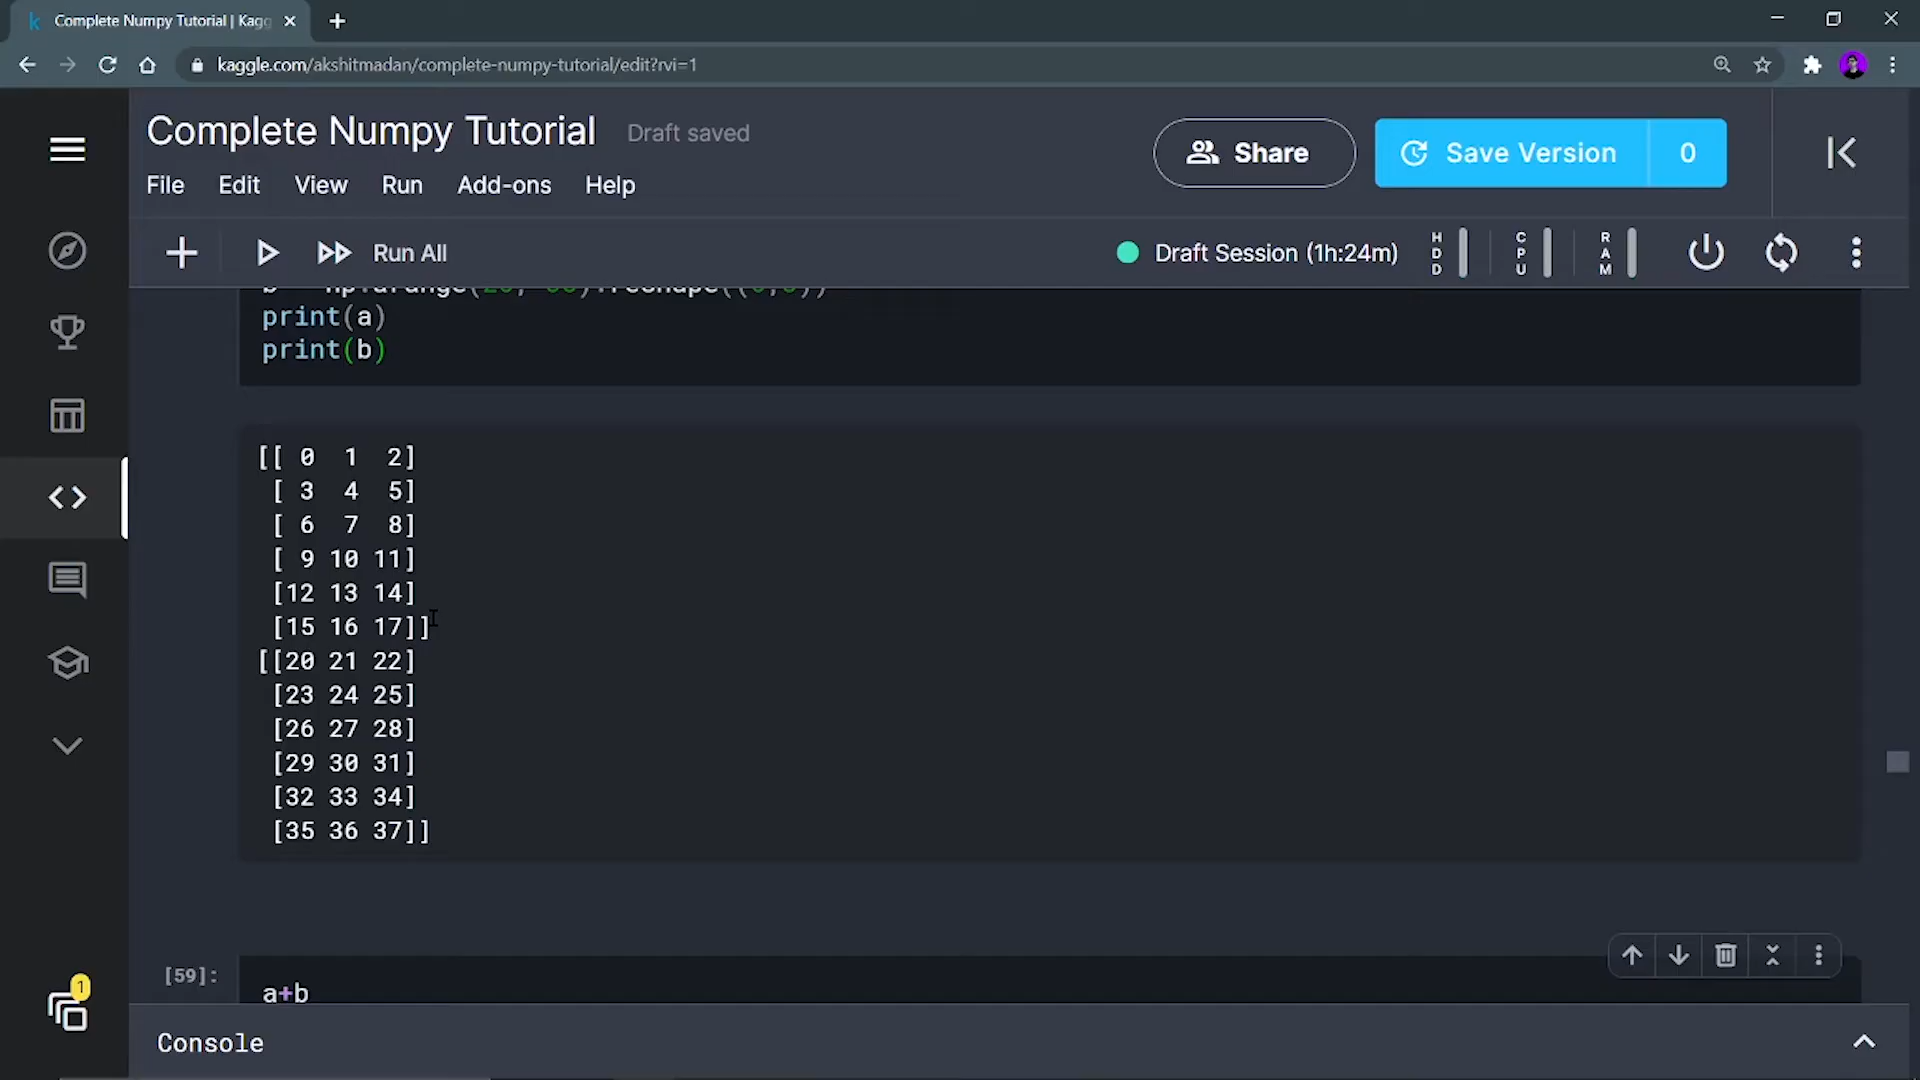 Complete Numpy Tutorial | Kagg
kaggle.com/akshitmadan/complete-numpy-tutorial/edit?rvi=1
Complete Numpy Tutorial Draft saved
Share
Save Version 0
File Edit View Run Add-ons Help
Run All
Draft Session (1h:24m)
HDD
CPU
RAM
print(a)
print(b)
[[ 0  1  2]
 [ 3  4  5]
 [ 6  7  8]
 [ 9 10 11]
 [12 13 14]
 [15 16 17]]
[[20 21 22]
 [23 24 25]
 [26 27 28]
 [29 30 31]
 [32 33 34]
 [35 36 37]]
[59]:
a+b
1
Console